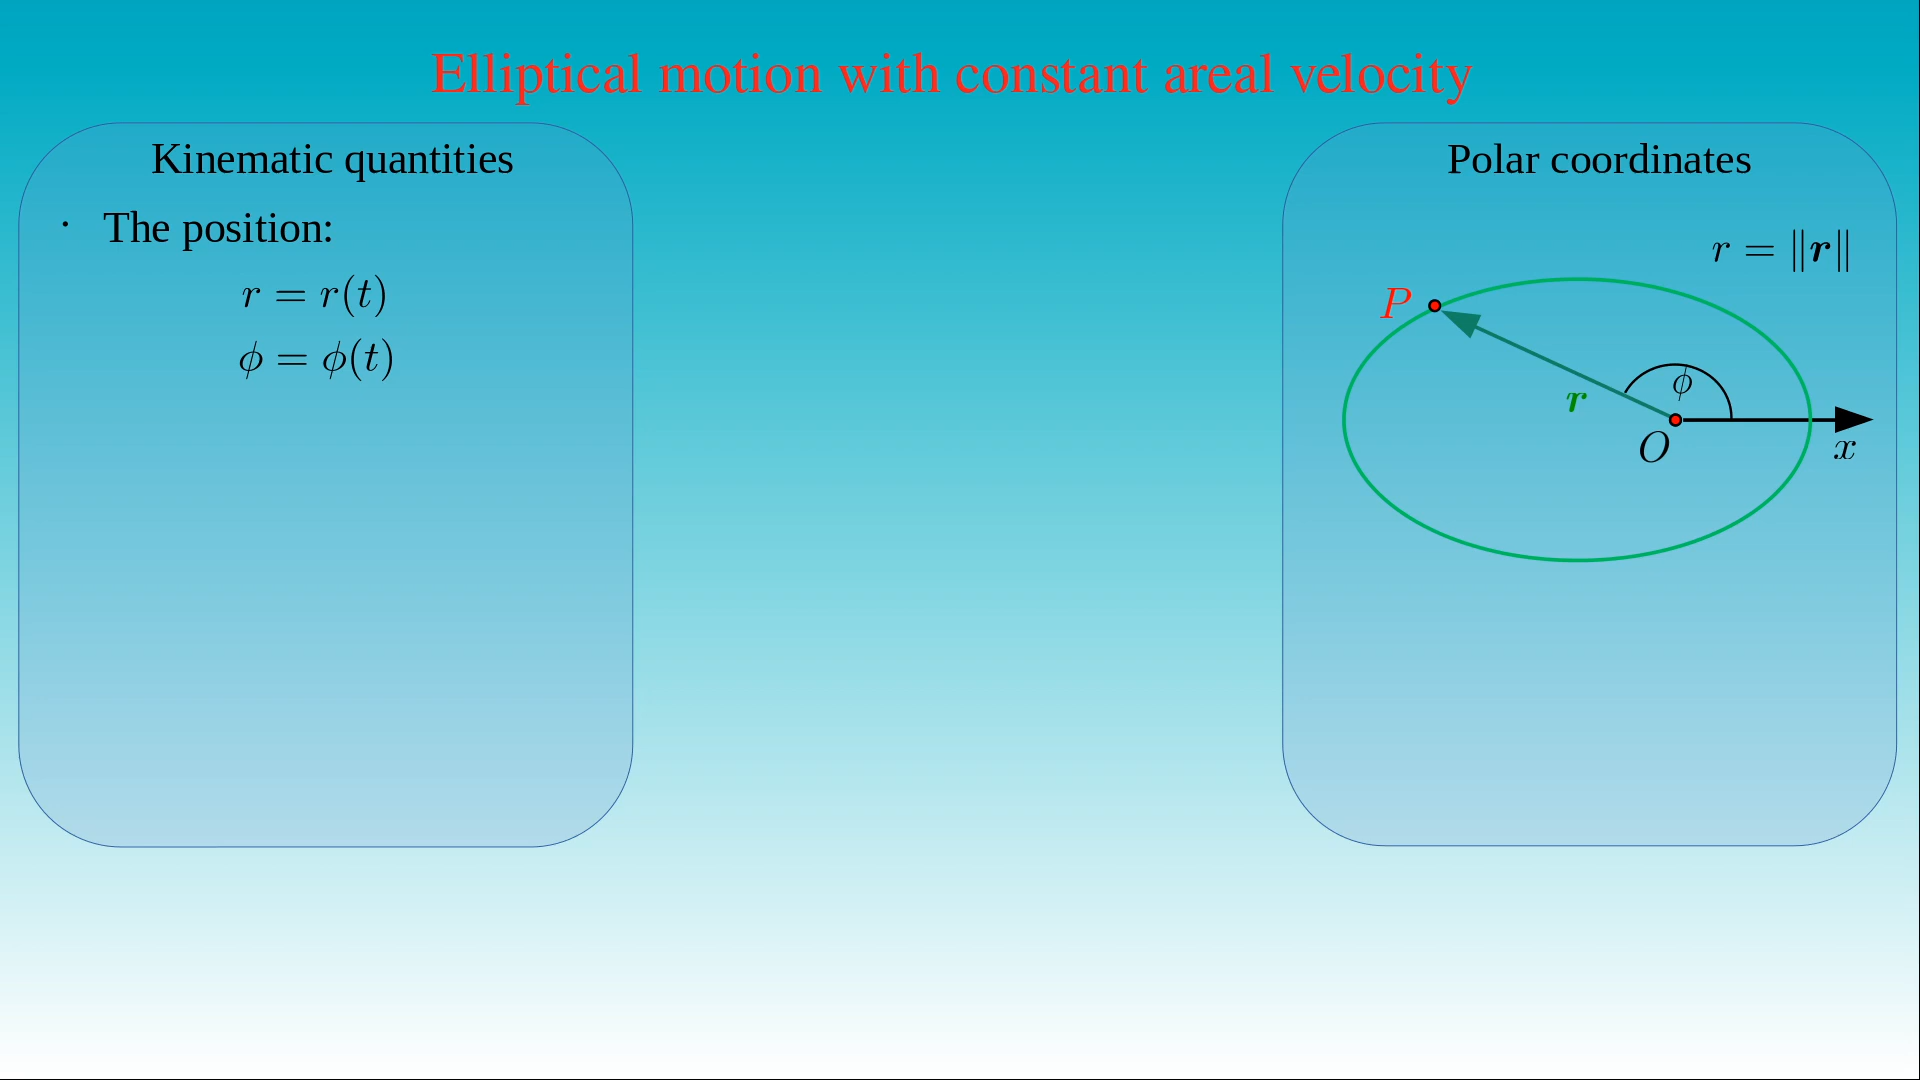 Elliptical motion with constant areal velocity
Kinematic quantities
· The position:
r = r(t)
ϕ = ϕ(t)
Polar coordinates
r = ‖𝒓‖
P
ϕ
𝒓
O
x